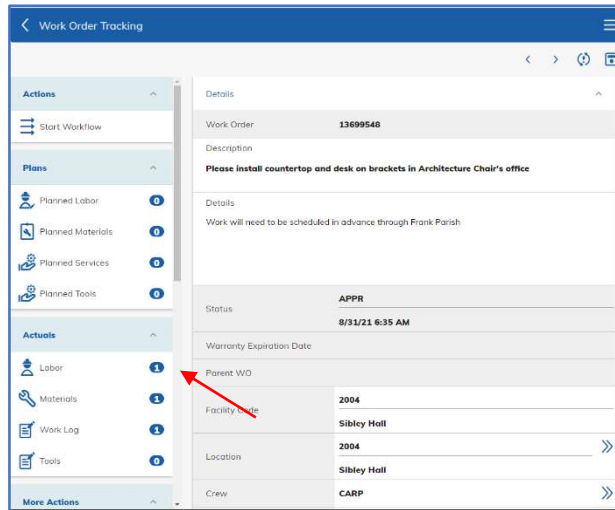 Work Order Tracking
Actions
Start Workflow
Plans
Planned Labor 0
Planned Materials 0
Planned Services 0
Planned Tools 0
Actuals
Labor 1
Materials 1
Work Log 1
Tools 0
More Actions
Details
Work Order 13699548
Description
Please install countertop and desk on brackets in Architecture Chair's office
Details
Work will need to be scheduled in advance through Frank Parish
Status APPR
8/31/21 6:35 AM
Warranty Expiration Date
Parent WO
Facility Code 2004
Sibley Hall
Location 2004
Sibley Hall
Crew CARP